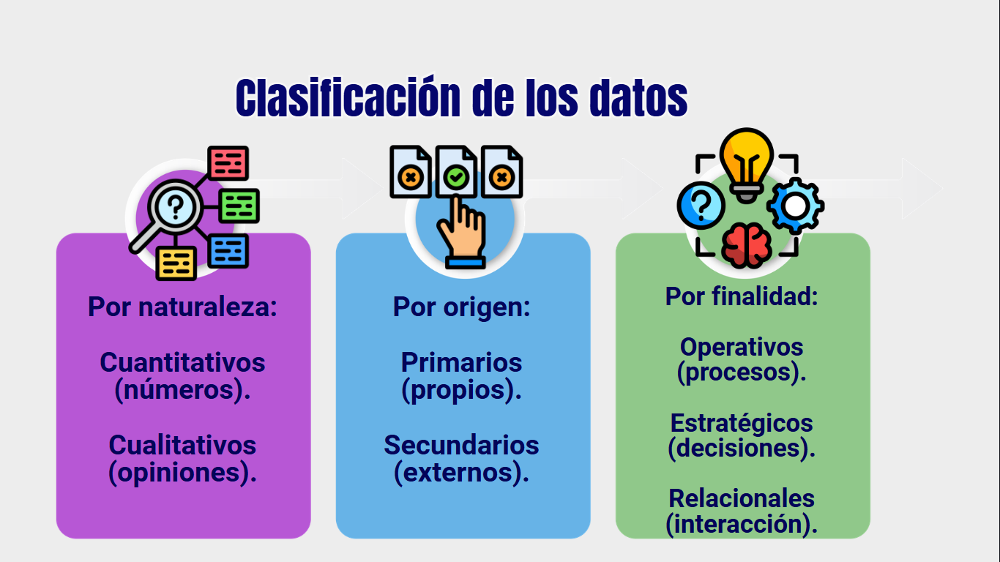 Clasificación de los datos
Por naturaleza:
Cuantitativos
(números).
Cualitativos
(opiniones).
Por origen:
Primarios
(propios).
Secundarios
(externos).
Por finalidad:
Operativos
(procesos).
Estratégicos
(decisiones).
Relacionales
(interacción).